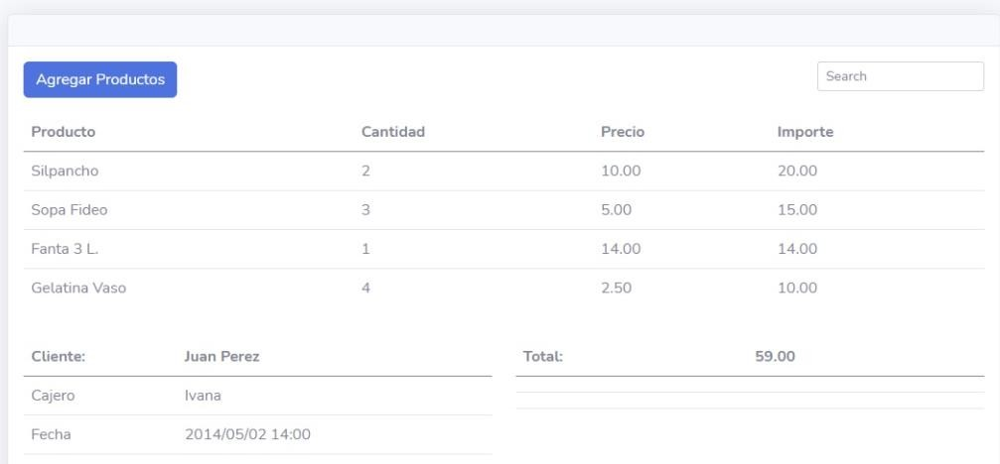 Agregar Productos Search
Producto Cantidad Precio Importe
Silpancho 2 10.00 20.00
Sopa Fideo 3 5.00 15.00
Fanta 3 L. 1 14.00 14.00
Gelatina Vaso 4 2.50 10.00
Cliente: Juan Perez Total: 59.00
Cajero Ivana
Fecha 2014/05/02 14:00